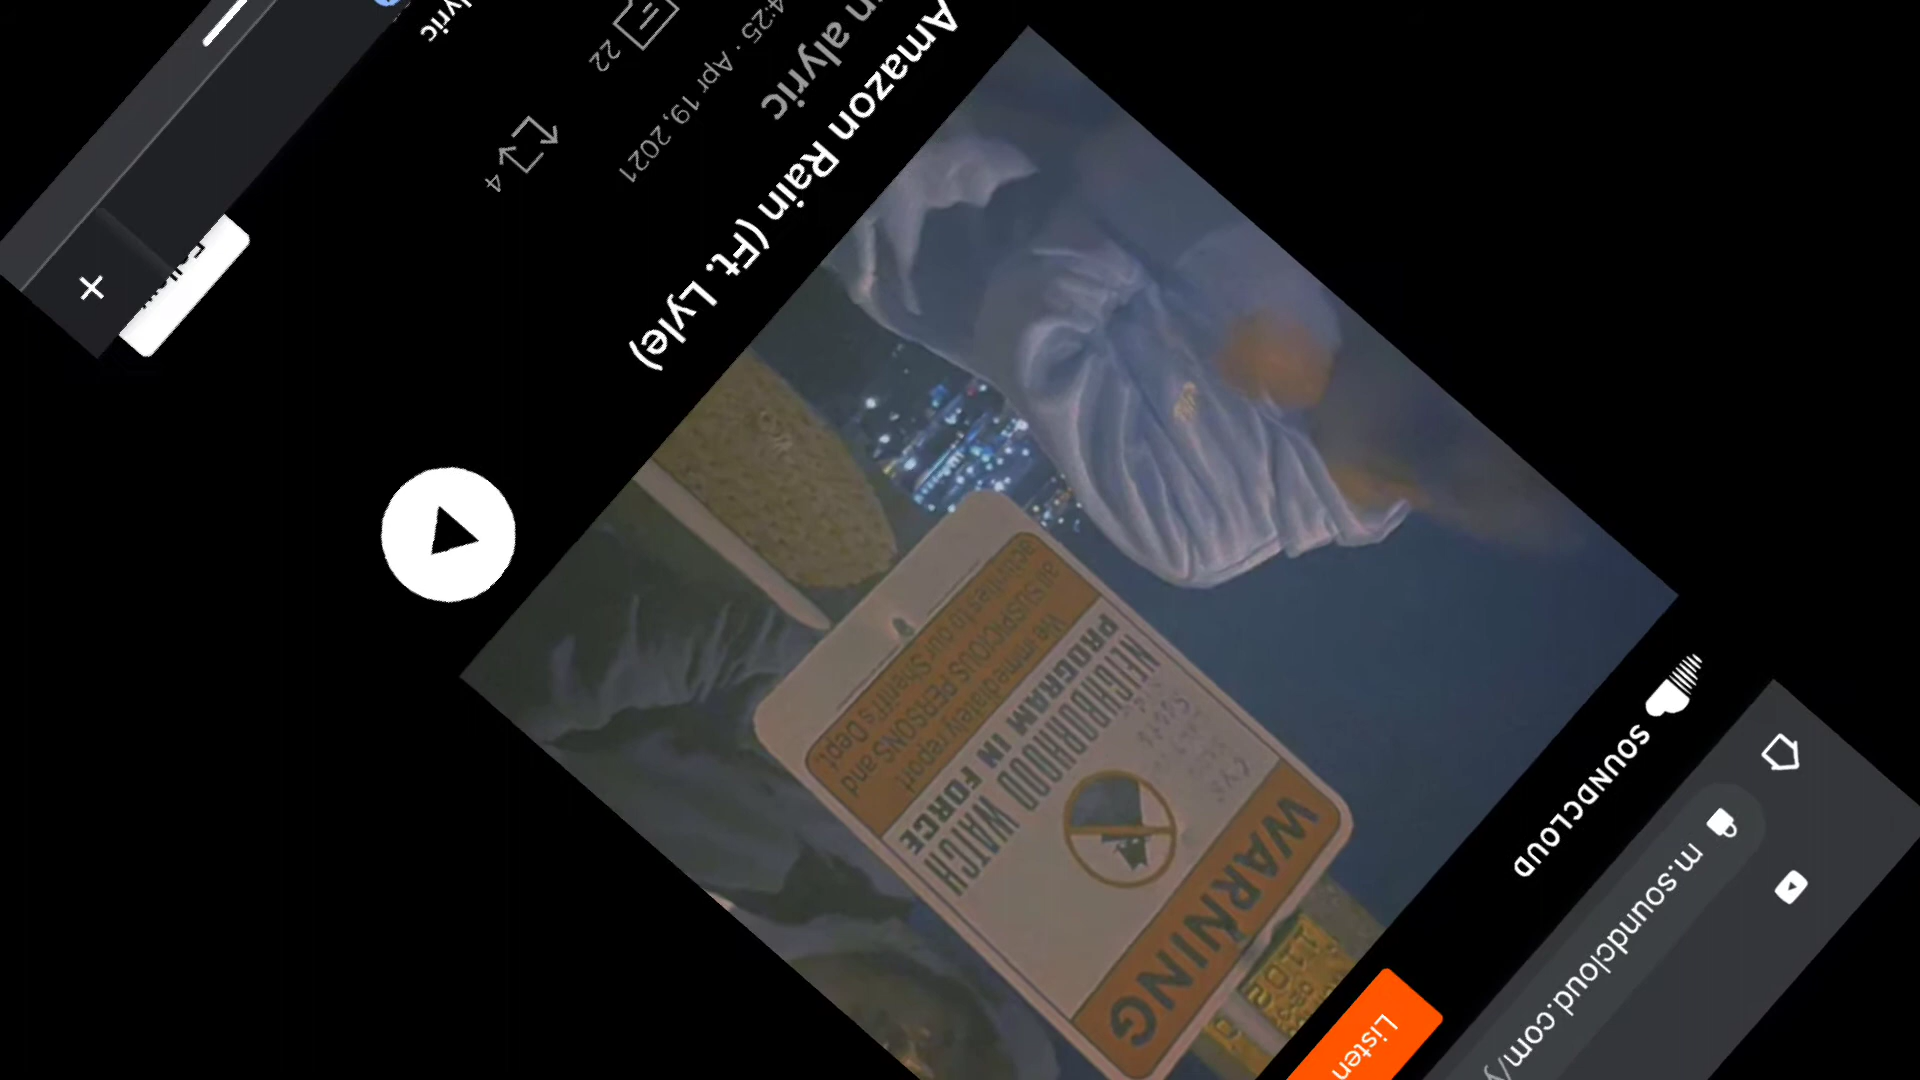 m.soundcloud.com/y
SOUNDCLOUD
Listen
WARNING
NEIGHBORHOOD WATCH
PROGRAM IN FORCE
We immediately report
all SUSPICIOUS PERSONS and
activities to our Sheriff's Dept.
Amazon Rain (Ft. Lyle)
n alyric
4:25 · Apr 19, 2021
22
4
lyric